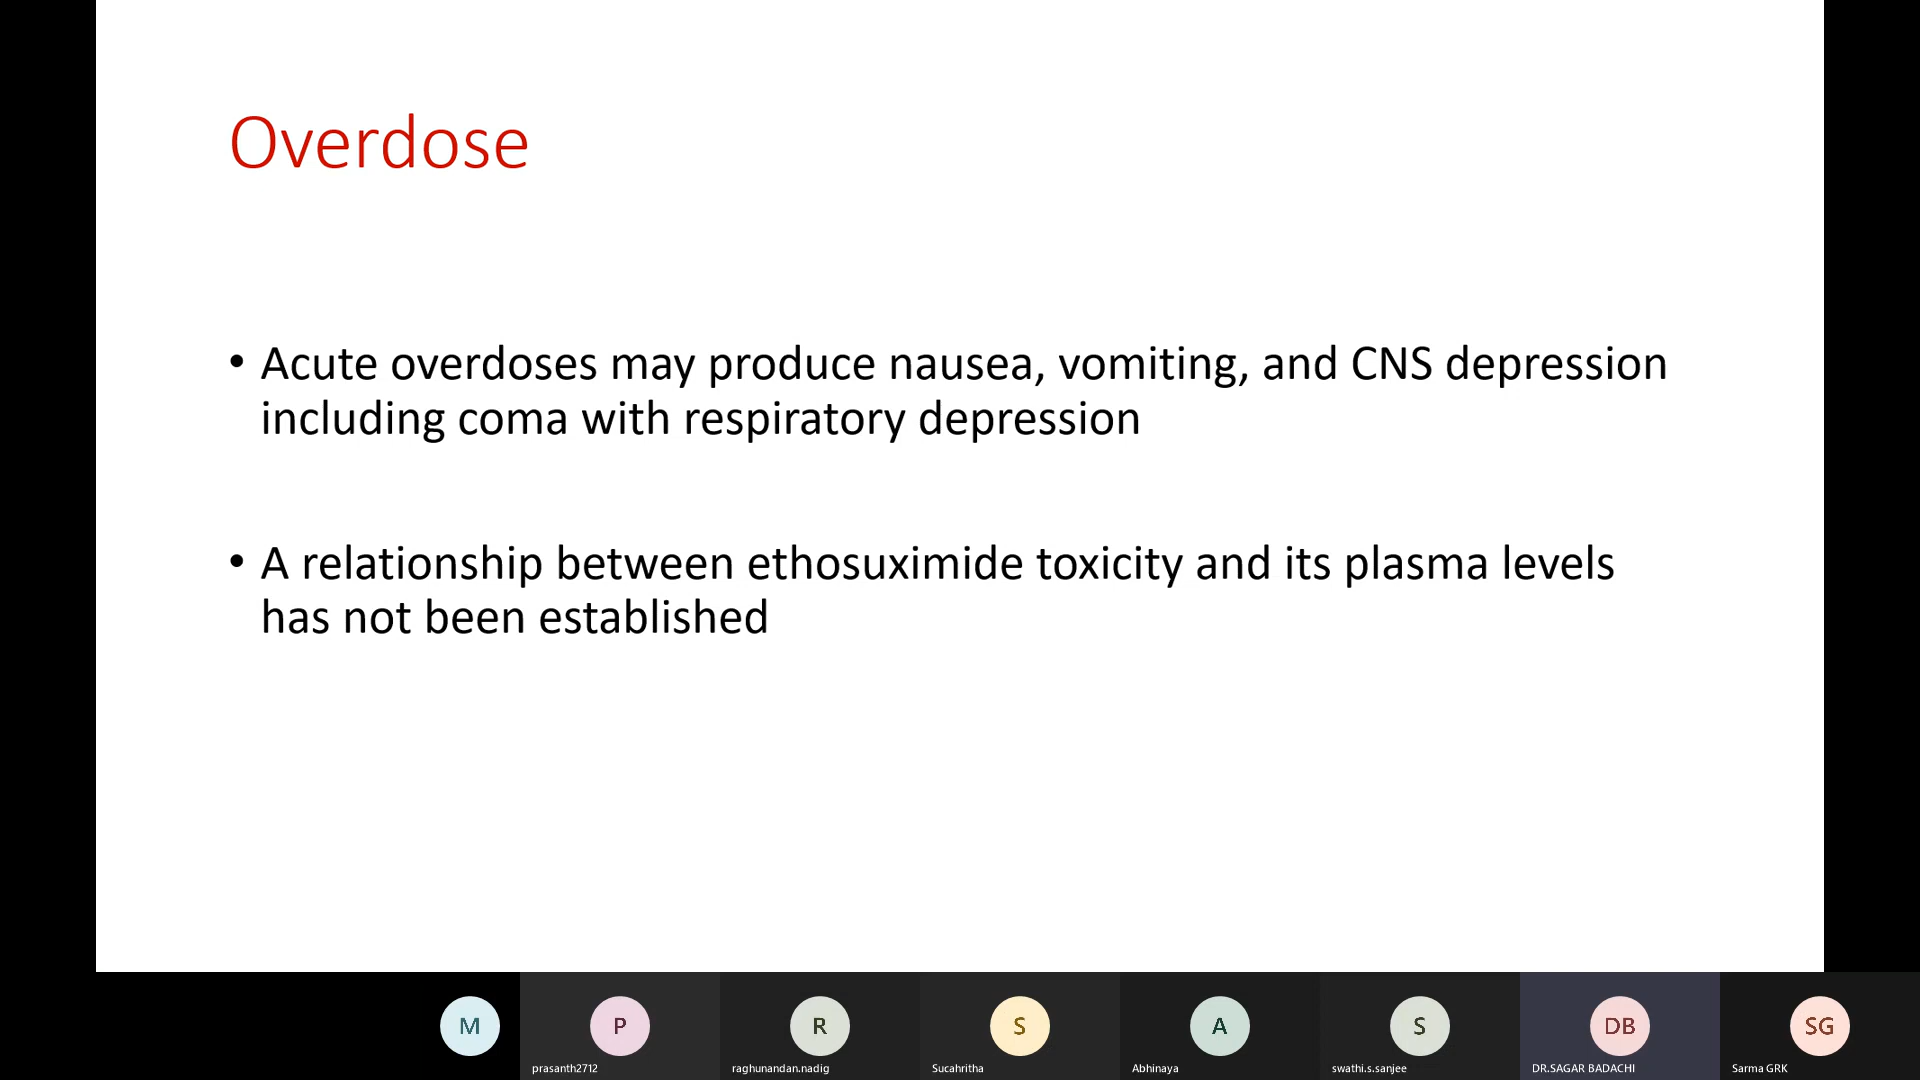 Overdose
• Acute overdoses may produce nausea, vomiting, and CNS depression
including coma with respiratory depression
• A relationship between ethosuximide toxicity and its plasma levels
has not been established
M
P
R
S
A
S
DB
SG
prasanth2712
raghunandan.nadig
Sucahritha
Abhinaya
swathi.s.sanjee
DR.SAGAR BADACHI
Sarma GRK